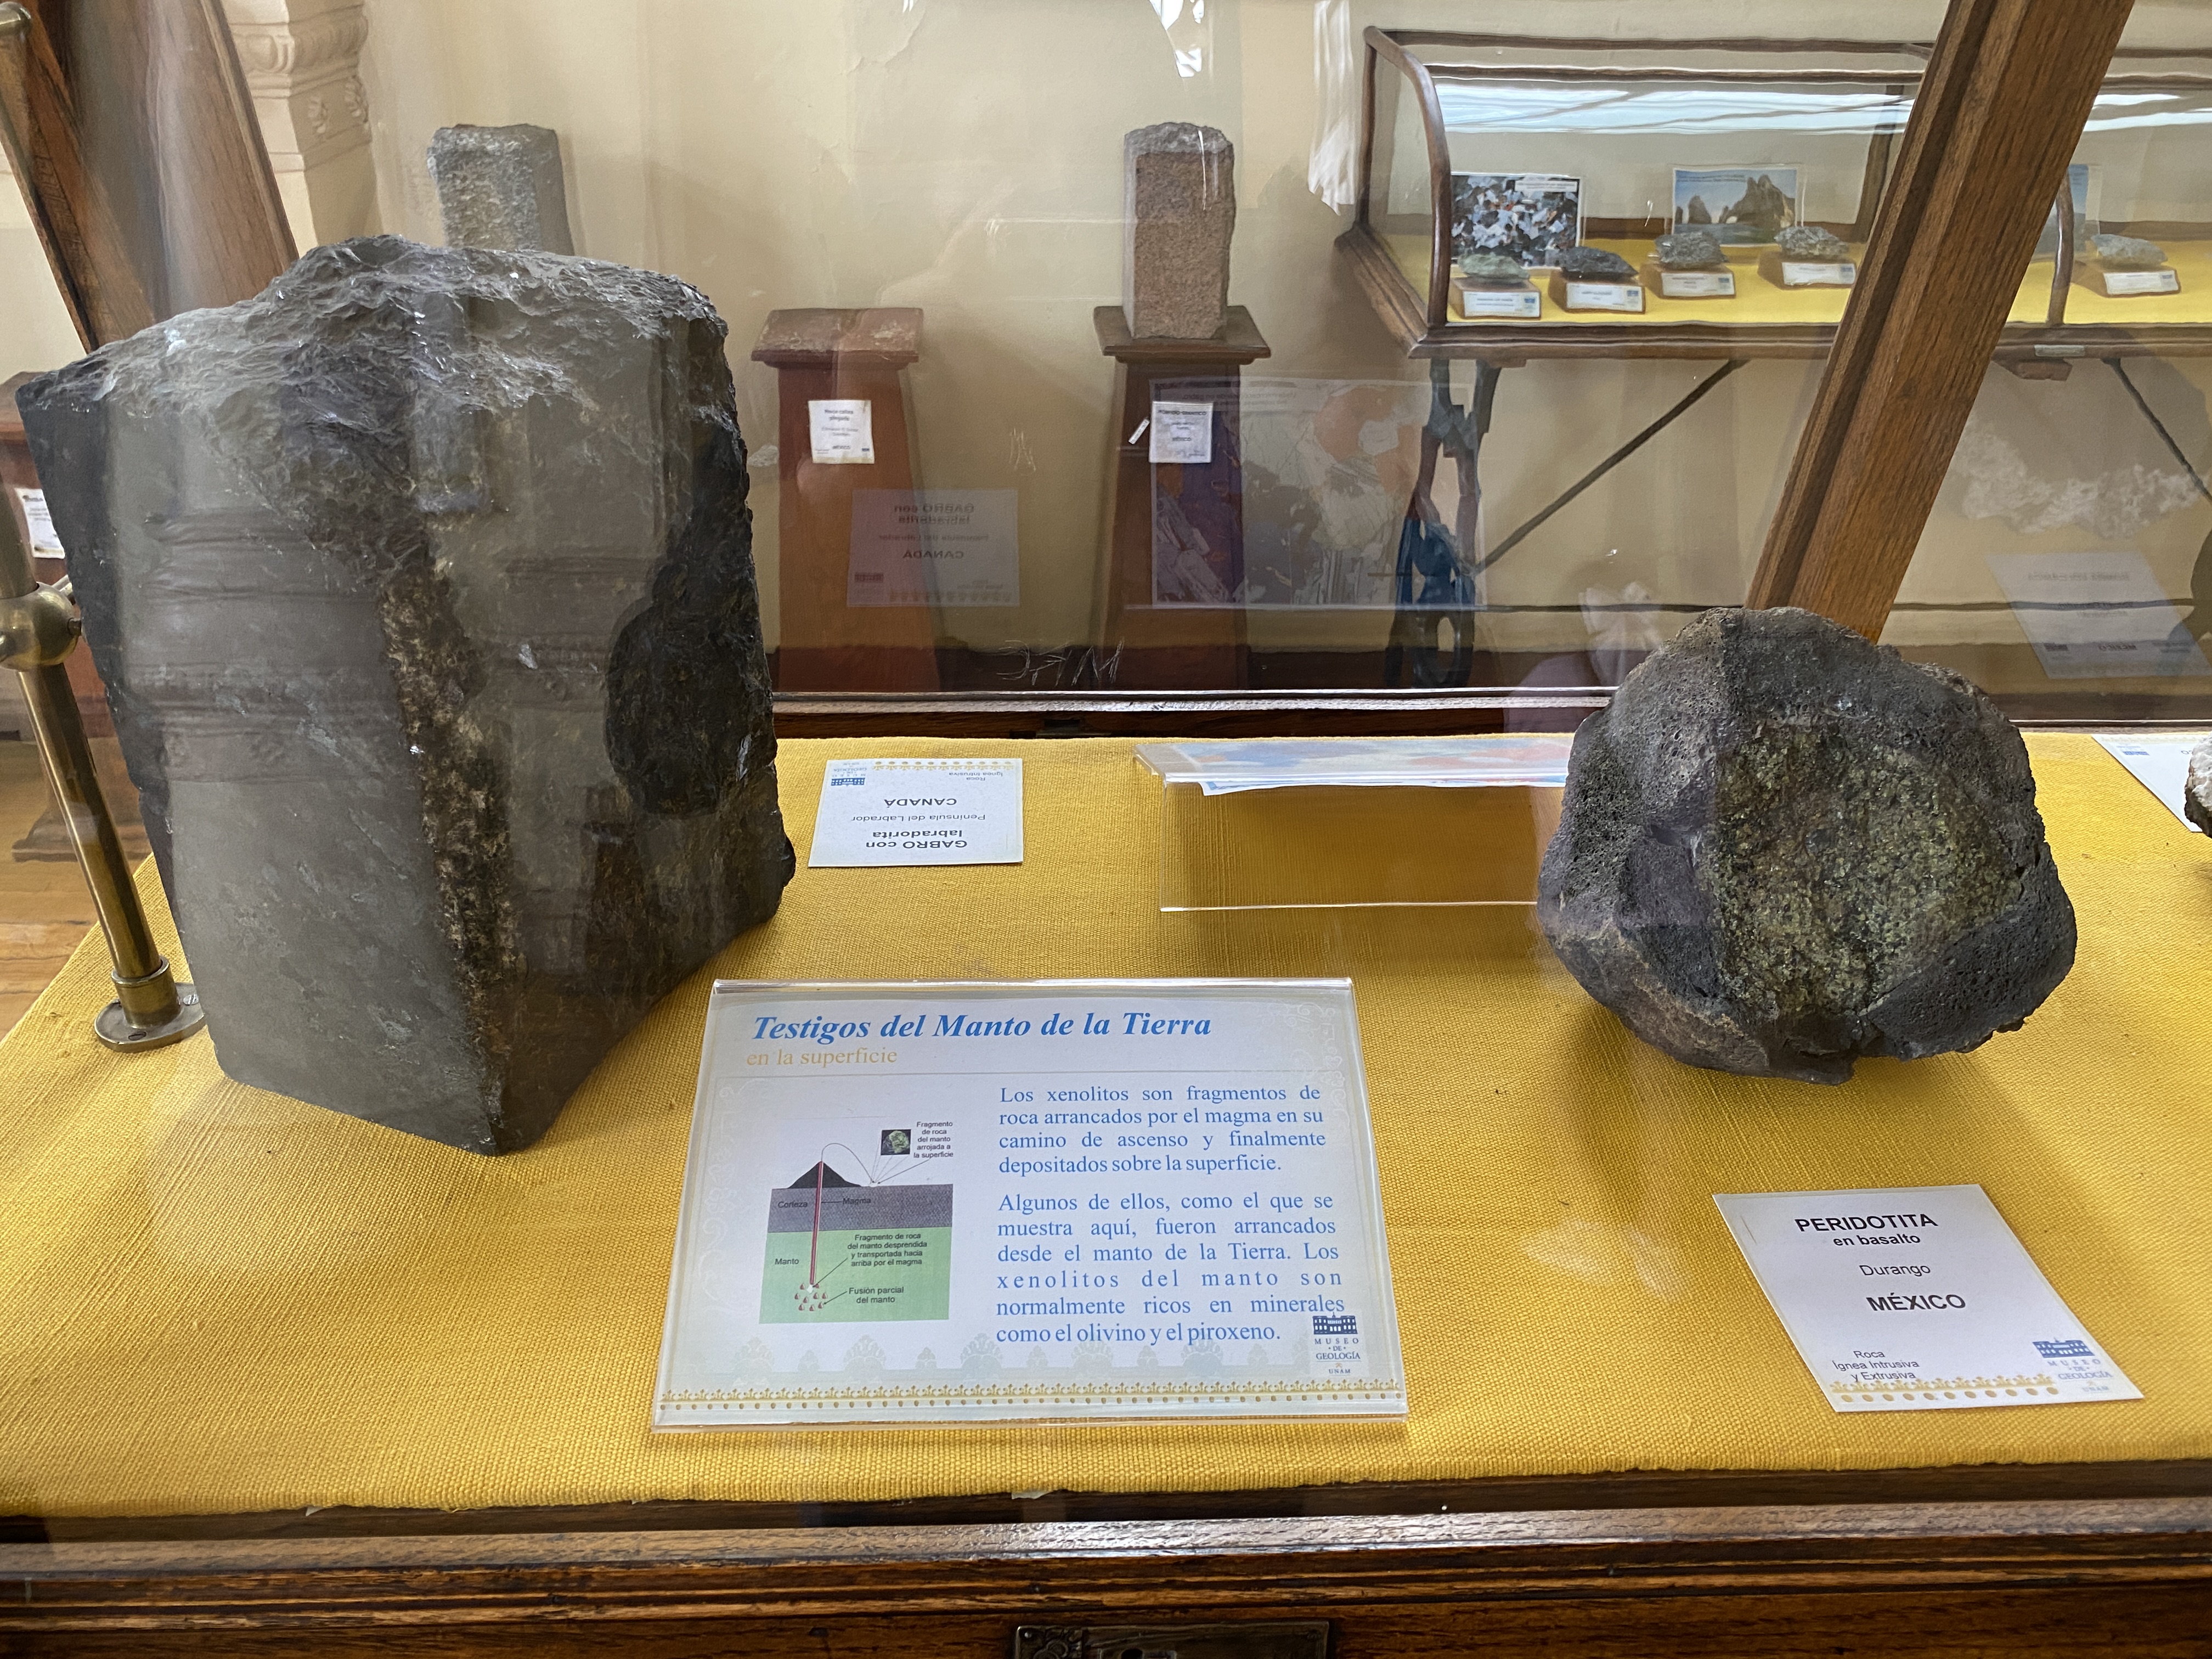 GABRO con
labradorita
Península del Labrador
CANADÁ
Roca
Ígnea Intrusiva
Testigos del Manto de la Tierra
en la superficie
Los xenolitos son fragmentos de
roca arrancados por el magma en su
camino de ascenso y finalmente
depositados sobre la superficie.
Algunos de ellos, como el que se
muestra aquí, fueron arrancados
desde el manto de la Tierra. Los
xenolitos del manto son
normalmente ricos en minerales
como el olivino y el piroxeno.
Fragmento
de roca
del manto
arrojada a
la superficie
Corteza
Magma
Fragmento de roca
del manto desprendida
y transportada hacia
arriba por el magma
Manto
Fusión parcial
del manto
MUSEO
DE
GEOLOGÍA
UNAM
PERIDOTITA
en basalto
Durango
MÉXICO
Roca
Ígnea Intrusiva
y Extrusiva
MUSEO
DE
GEOLOGÍA
UNAM